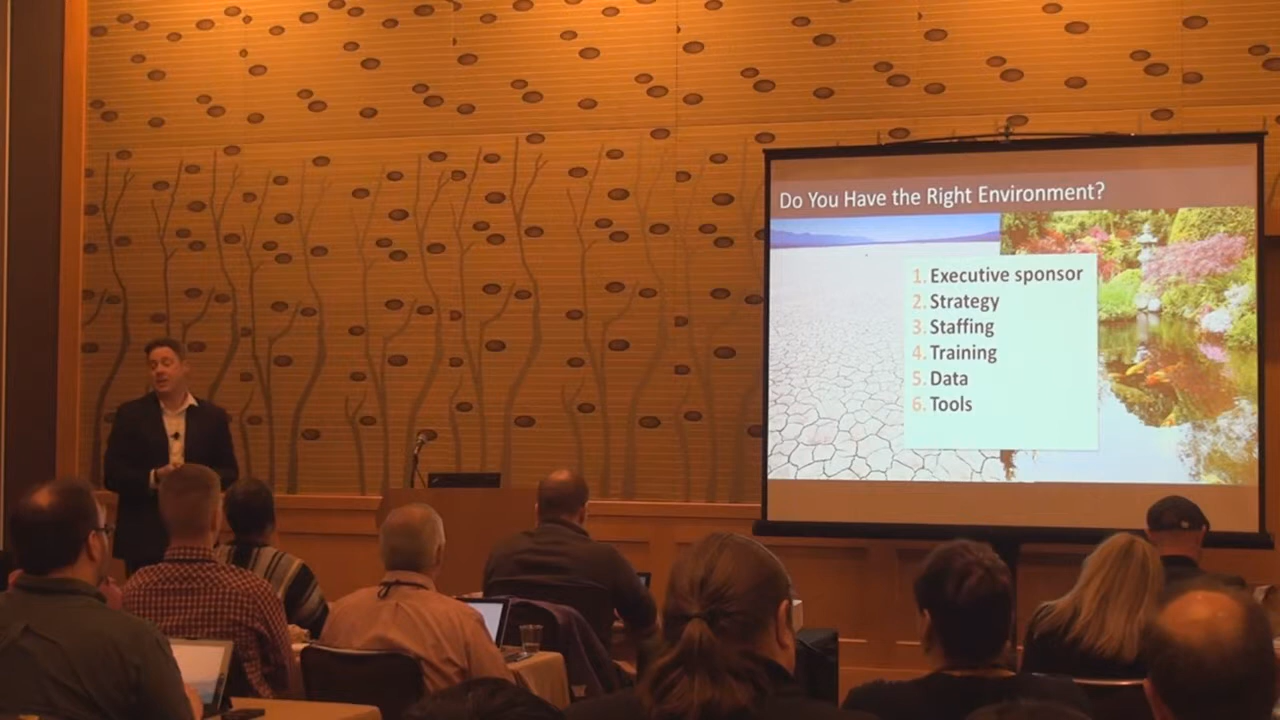 Do You Have the Right Environment?
1. Executive sponsor
2. Strategy
3. Staffing
4. Training
5. Data
6. Tools